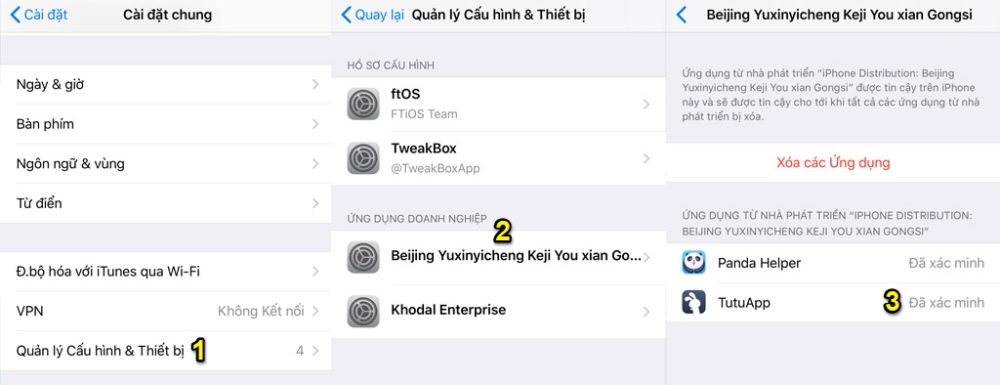 Cài đặt
Cài đặt chung
Ngày & giờ
Bàn phím
Ngôn ngữ & vùng
Từ điển
Đ.bộ hóa với iTunes qua Wi-Fi
VPN
Không Kết nối
Quản lý Cấu hình & Thiết bị
1
4
Quay lại
Quản lý Cấu hình & Thiết bị
HỒ SƠ CẤU HÌNH
ftOS
FTiOS Team
TweakBox
@TweakBoxApp
ỨNG DỤNG DOANH NGHIỆP
2
Beijing Yuxinyicheng Keji You xian Go...
Khodal Enterprise
Beijing Yuxinyicheng Keji You xian Gongsi
Ứng dụng từ nhà phát triển “iPhone Distribution: Beijing
Yuxinyicheng Keji You xian Gongsi” được tin cậy trên iPhone
này và sẽ được tin cậy cho tới khi tất cả các ứng dụng từ nhà
phát triển bị xóa.
Xóa các Ứng dụng
ỨNG DỤNG TỪ NHÀ PHÁT TRIỂN “IPHONE DISTRIBUTION:
BEIJING YUXINYICHENG KEJI YOU XIAN GONGSI”
Panda Helper
Đã xác minh
TutuApp
3
Đã xác minh